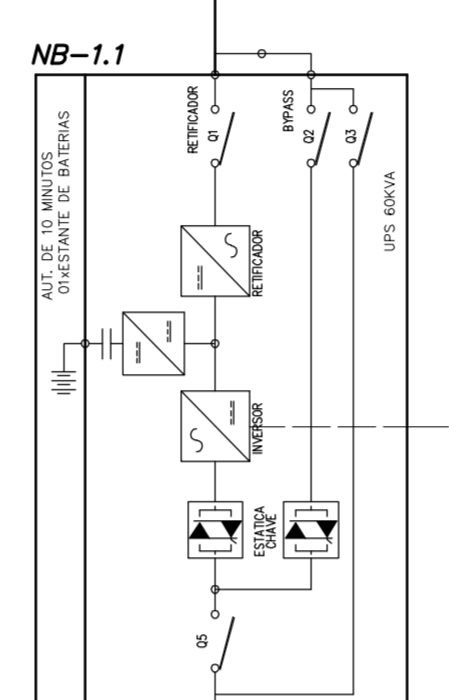 NB-1.1
AUT. DE 10 MINUTOS
01xESTANTE DE BATERIAS
RETIFICADOR
Q1
BYPASS
Q2
Q3
UPS 60KVA
RETIFICADOR
INVERSOR
ESTATICA
CHAVE
Q5